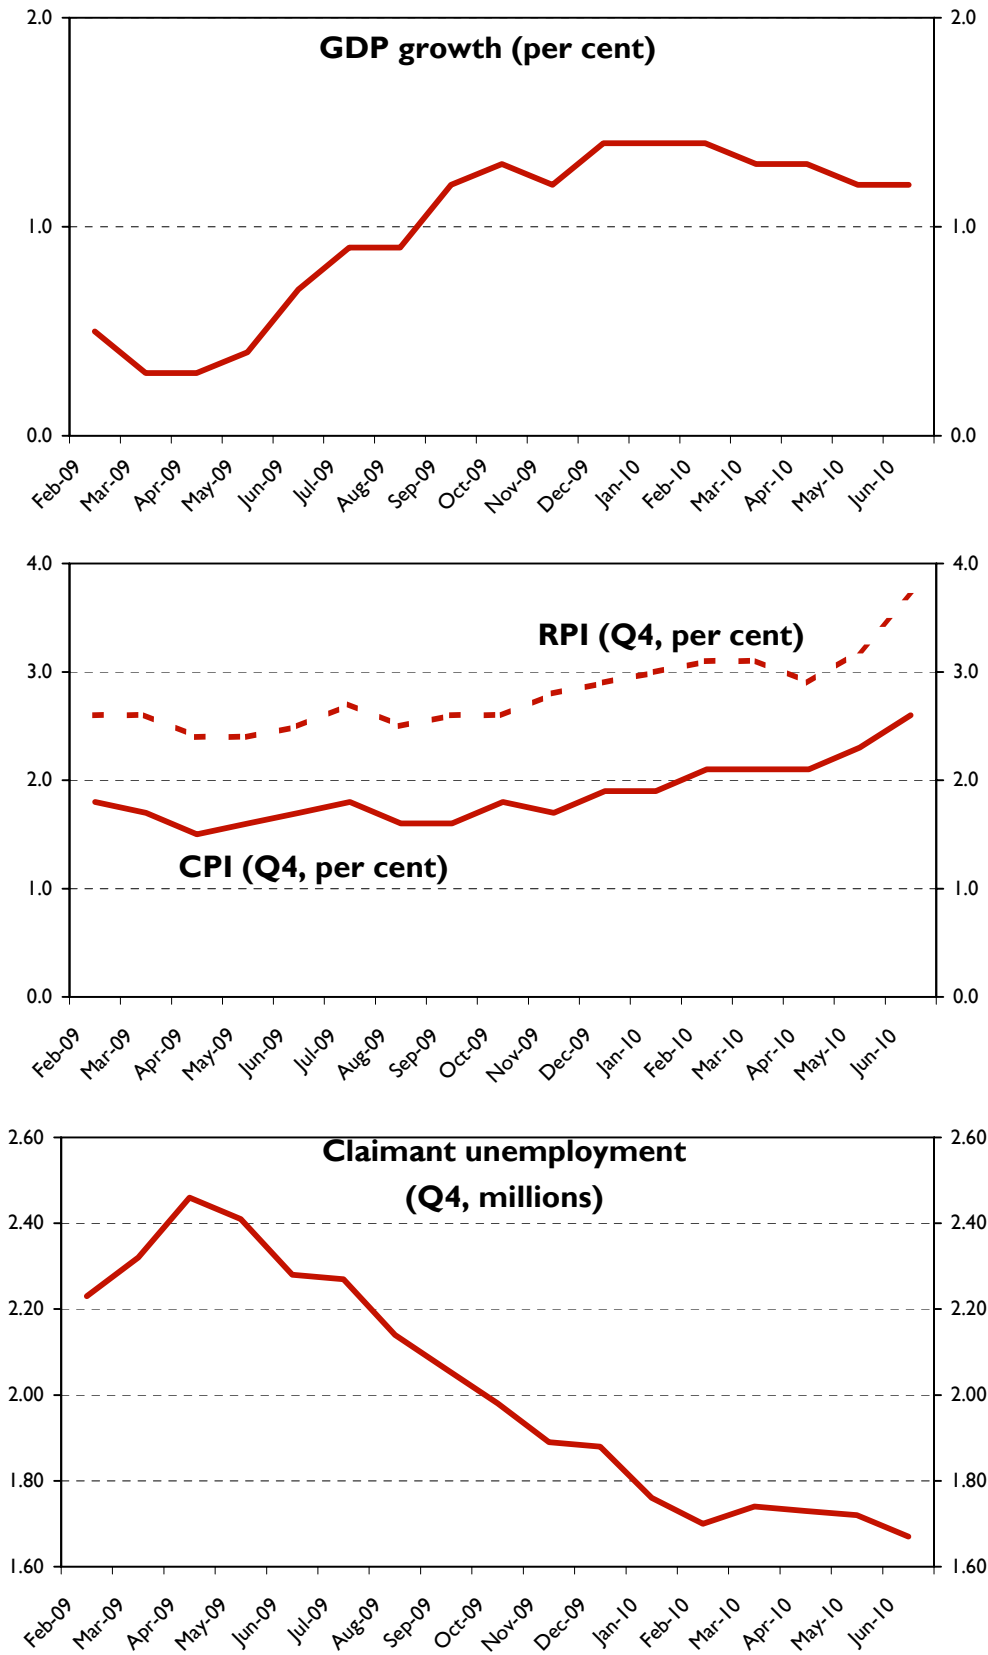 GDP growth (per cent)
2.0 2.0
1.0 1.0
0.0 0.0
Feb-09 Mar-09 Apr-09 May-09 Jun-09 Jul-09 Aug-09 Sep-09 Oct-09 Nov-09 Dec-09 Jan-10 Feb-10 Mar-10 Apr-10 May-10 Jun-10
4.0 4.0
RPI (Q4, per cent)
3.0 3.0
2.0 2.0
CPI (Q4, per cent)
1.0 1.0
0.0 0.0
Feb-09 Mar-09 Apr-09 May-09 Jun-09 Jul-09 Aug-09 Sep-09 Oct-09 Nov-09 Dec-09 Jan-10 Feb-10 Mar-10 Apr-10 May-10 Jun-10
2.60 2.60
Claimant unemployment
(Q4, millions)
2.40 2.40
2.20 2.20
2.00 2.00
1.80 1.80
1.60 1.60
Feb-09 Mar-09 Apr-09 May-09 Jun-09 Jul-09 Aug-09 Sep-09 Oct-09 Nov-09 Dec-09 Jan-10 Feb-10 Mar-10 Apr-10 May-10 Jun-10